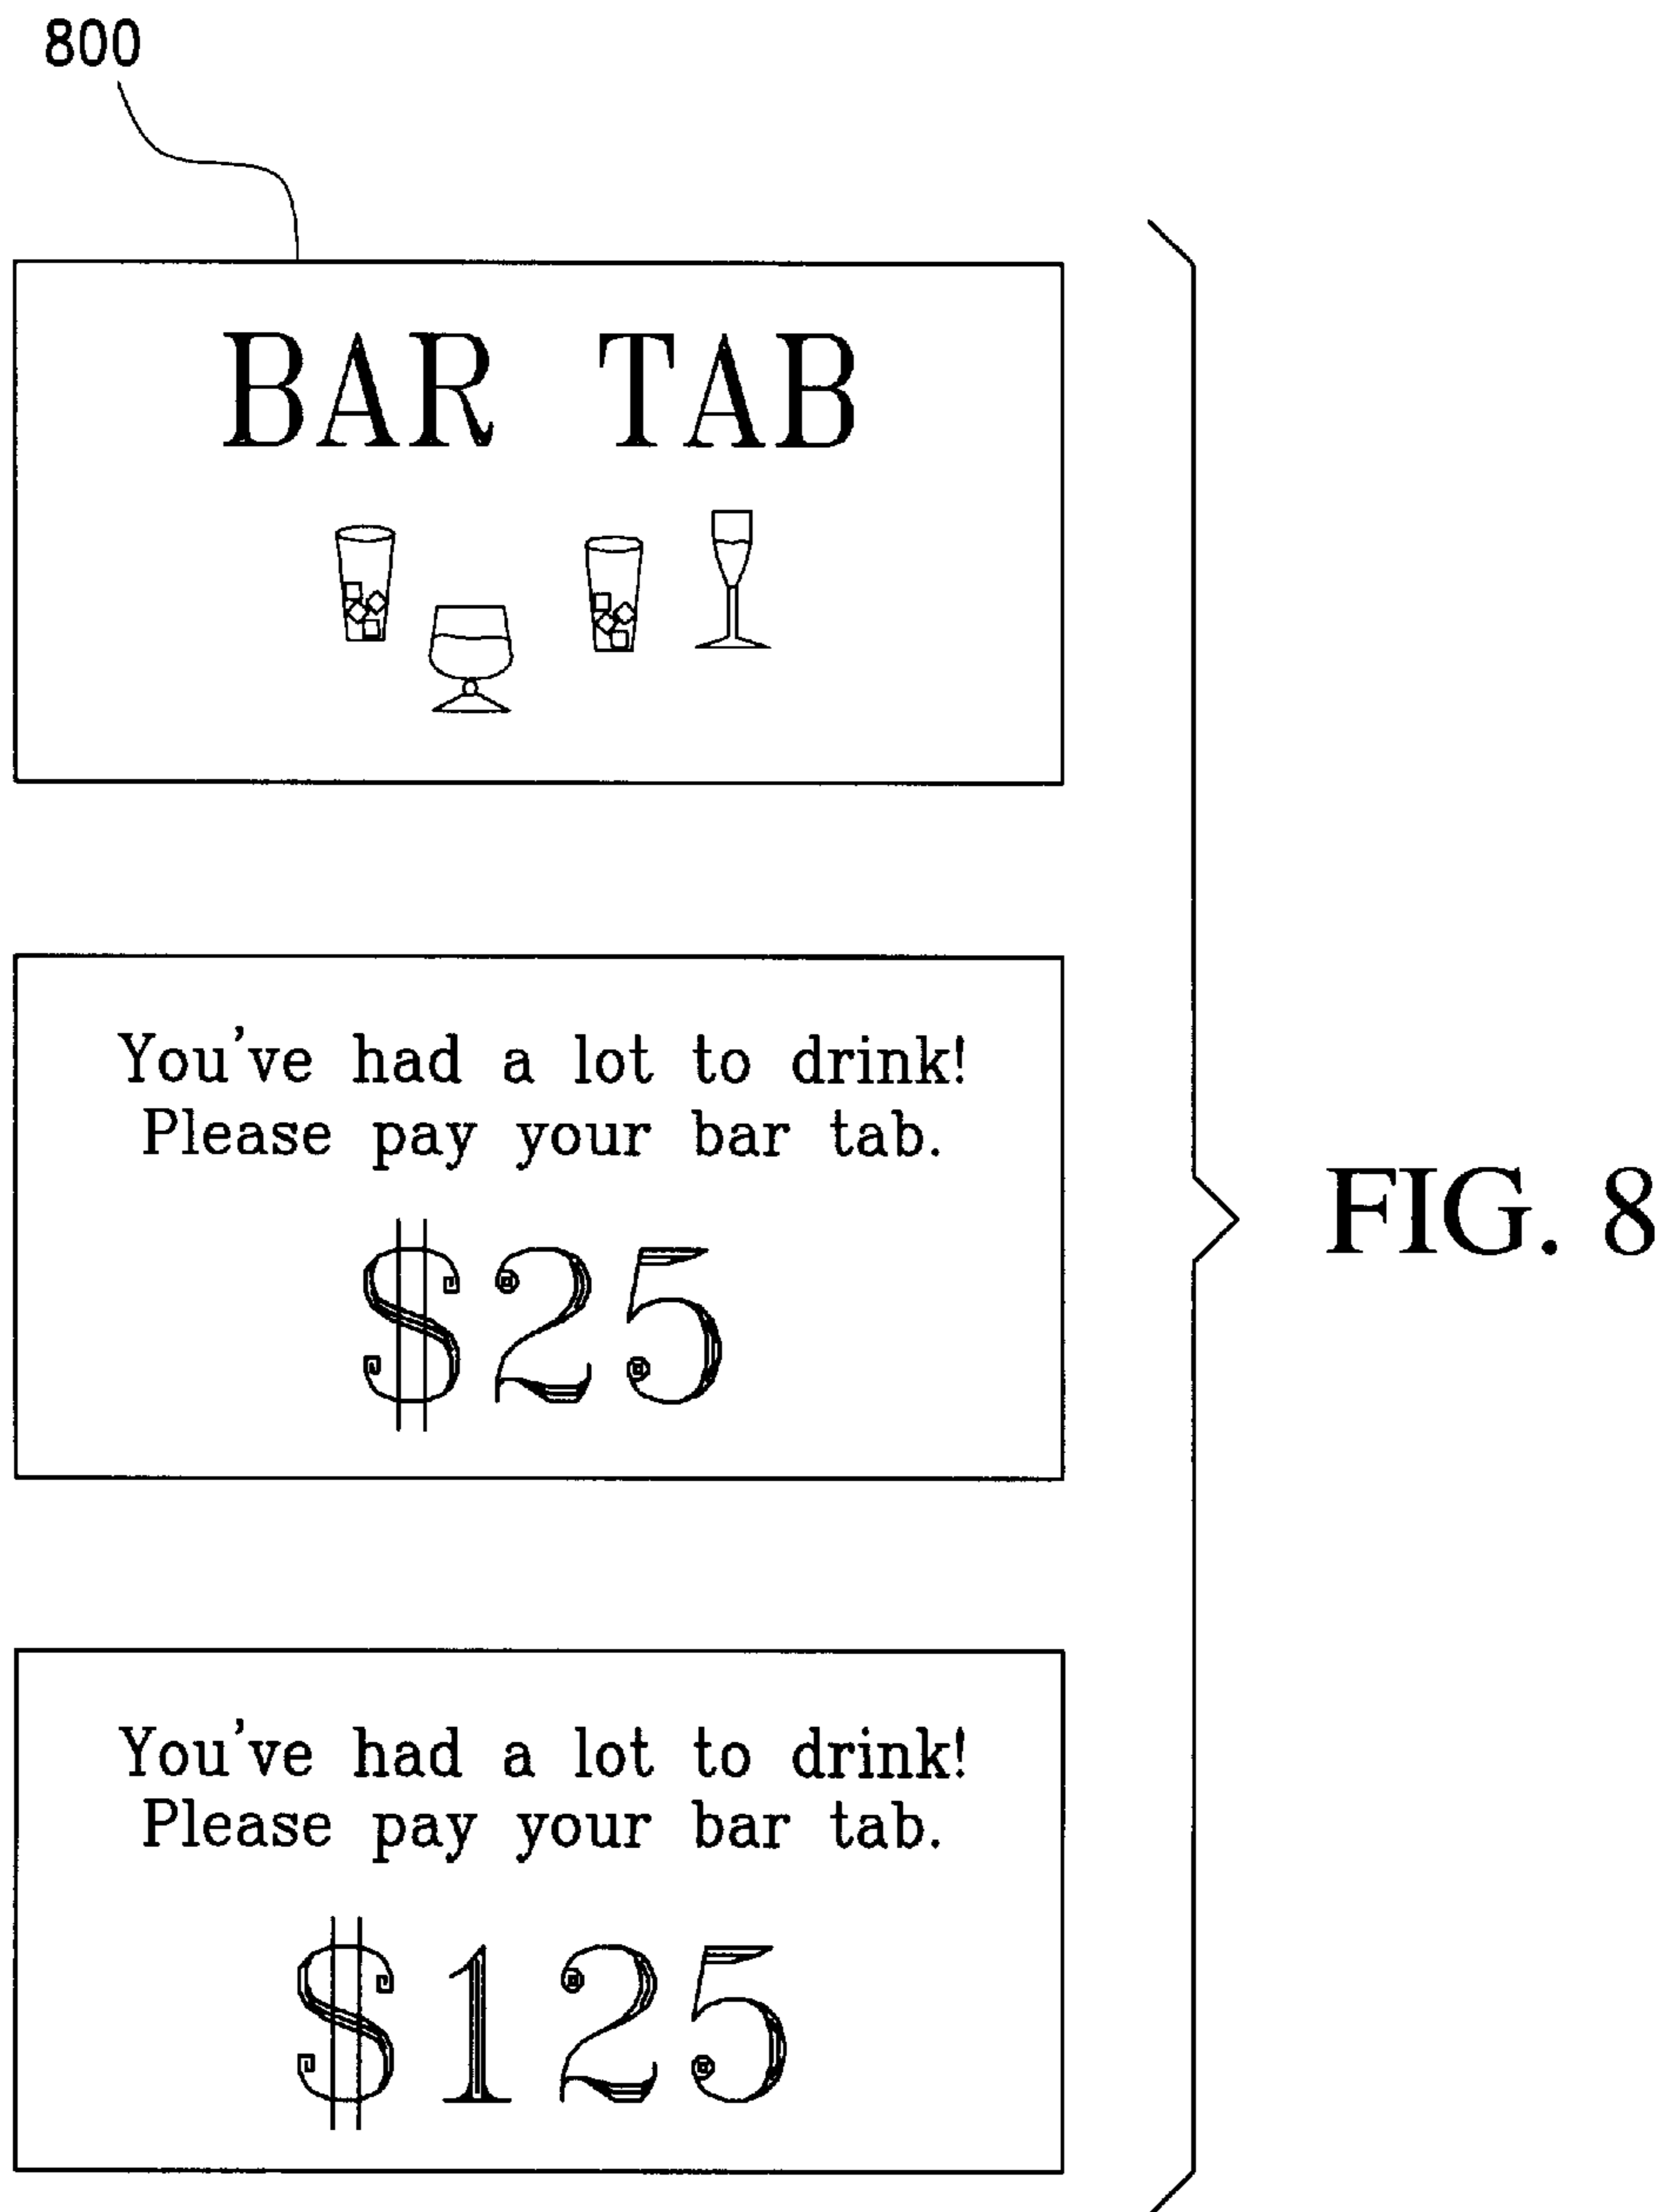 800
BAR TAB
You've had a lot to drink!
Please pay your bar tab.
$25
You've had a lot to drink!
Please pay your bar tab.
$125
FIG. 8